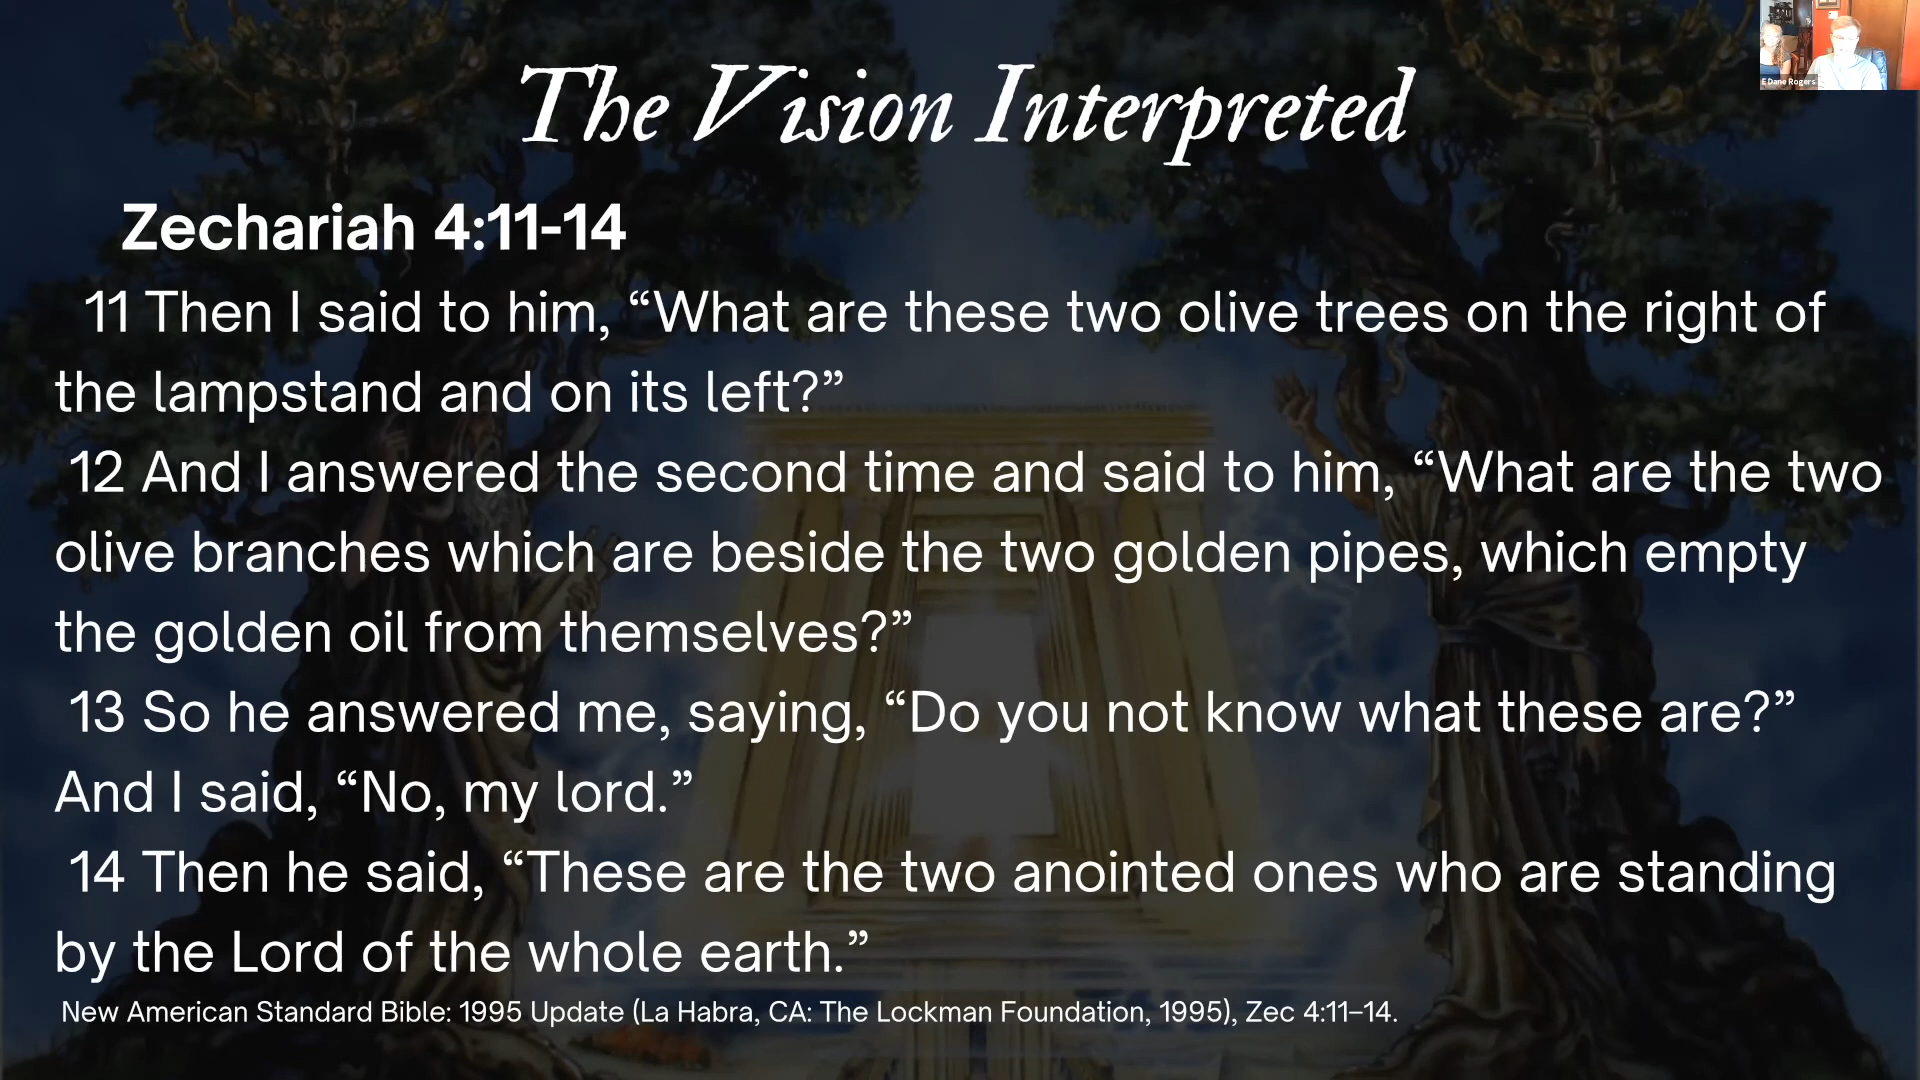 E Dane Rogers
The Vision Interpreted
Zechariah 4:11-14
11 Then I said to him, “What are these two olive trees on the right of
the lampstand and on its left?”
12 And I answered the second time and said to him, “What are the two
olive branches which are beside the two golden pipes, which empty
the golden oil from themselves?”
13 So he answered me, saying, “Do you not know what these are?”
And I said, “No, my lord.”
14 Then he said, “These are the two anointed ones who are standing
by the Lord of the whole earth.”
New American Standard Bible: 1995 Update (La Habra, CA: The Lockman Foundation, 1995), Zec 4:11–14.